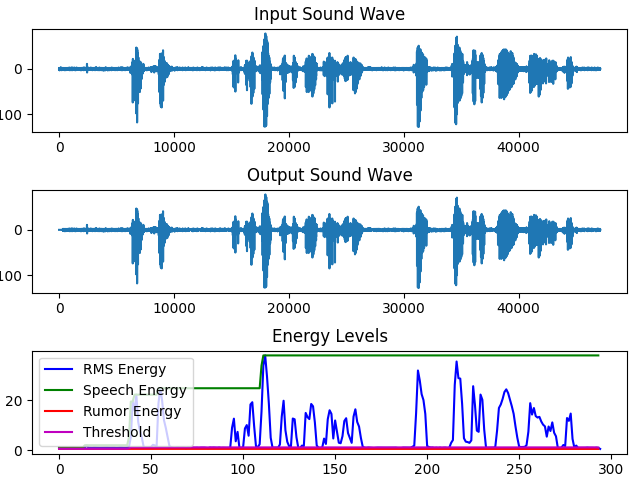 Input Sound Wave
0
100
0 10000 20000 30000 40000
Output Sound Wave
0
100
0 10000 20000 30000 40000
Energy Levels
RMS Energy
Speech Energy
Rumor Energy
Threshold
20
0
0 50 100 150 200 250 300